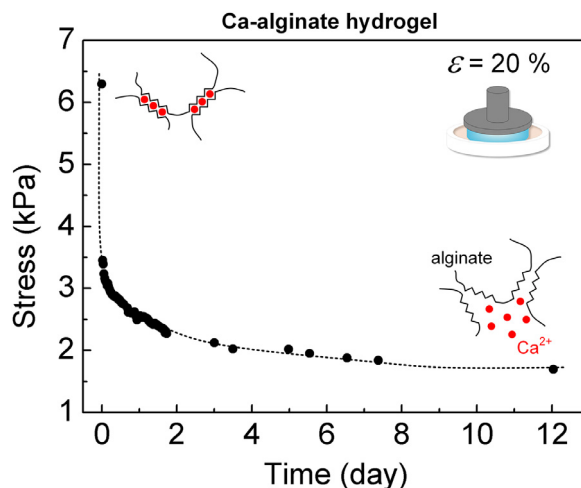 Ca-alginate hydrogel
7
6
5
4
3
2
1
Stress (kPa)
ε = 20 %
alginate
Ca²⁺
0
2
4
6
8
10
12
Time (day)